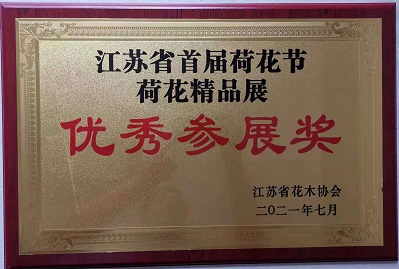 江苏省首届荷花节
荷花精品展
优秀参展奖
江苏省花木协会
二〇二一年七月